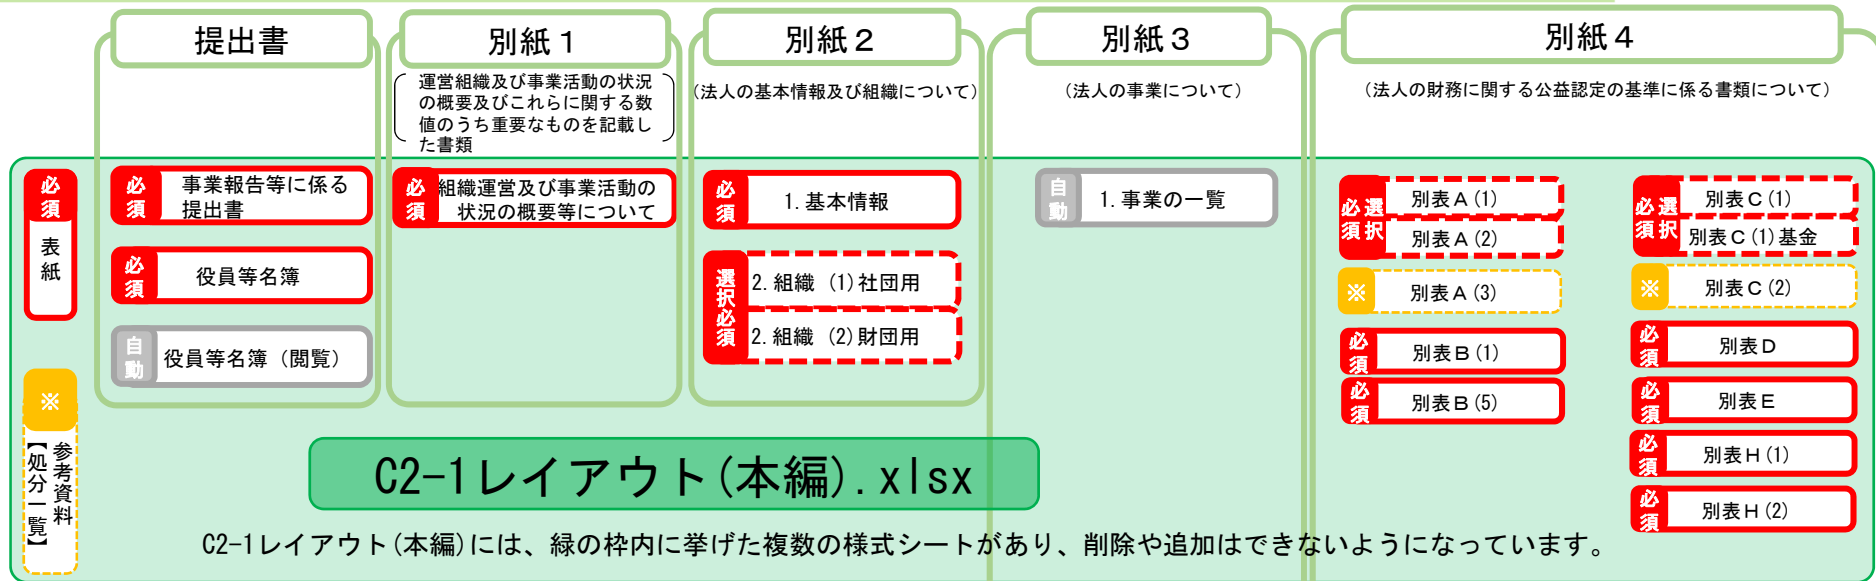 提出書
別紙１
別紙２
別紙３
別紙４
運営組織及び事業活動の状況
の概要及びこれらに関する数
値のうち重要なものを記載し
た書類
(法人の基本情報及び組織について)
(法人の事業について)
(法人の財務に関する公益認定の基準に係る書類について)
必須
表紙
※
参考資料
【処分一覧】
必須
事業報告等に係る
提出書
必須
役員等名簿
自動
役員等名簿（閲覧）
必須
組織運営及び事業活動の
状況の概要等について
必須
1.基本情報
選択必須
2.組織 (1)社団用
2.組織 (2)財団用
自動
1.事業の一覧
選択必須
別表Ａ(1)
別表Ａ(2)
※
別表Ａ(3)
必須
別表Ｂ(1)
必須
別表Ｂ(5)
選択必須
別表Ｃ(1)
別表Ｃ(1)基金
※
別表Ｃ(2)
必須
別表Ｄ
必須
別表Ｅ
必須
別表Ｈ(1)
必須
別表Ｈ(2)
C2-1レイアウト(本編).xlsx
C2-1レイアウト(本編)には、緑の枠内に挙げた複数の様式シートがあり、削除や追加はできないようになっています。